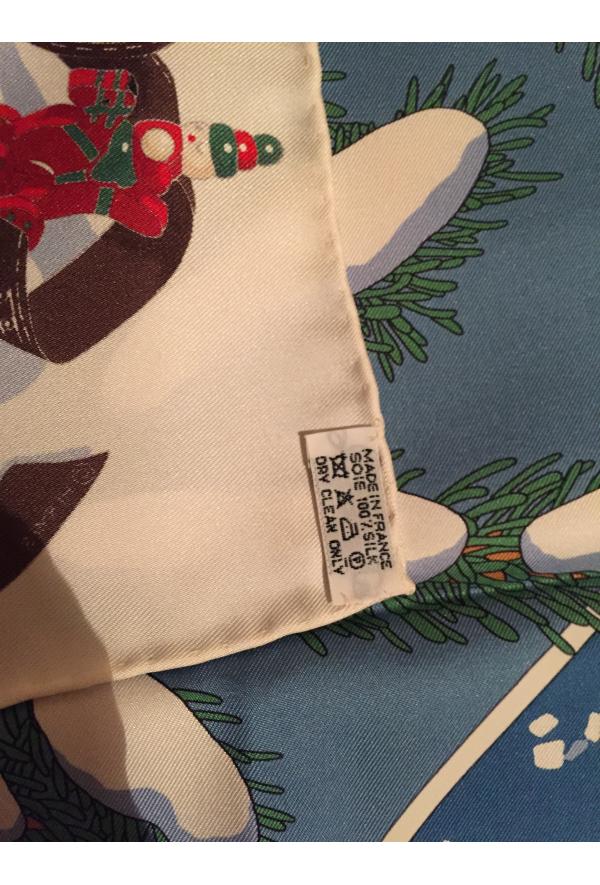 MADE IN FRANCE
SOIE 100% SILK
DRY CLEAN ONLY